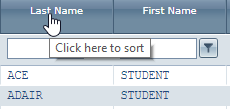 Last Name First Name
Click here to sort
ACE STUDENT
ADAIR STUDENT